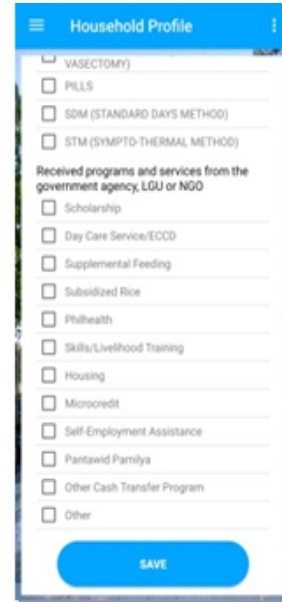 Household Profile
VASECTOMY)
PILLS
SDM (STANDARD DAYS METHOD)
STM (SYMPTO-THERMAL METHOD)
Received programs and services from the
government agency, LGU or NGO
Scholarship
Day Care Service/ECCD
Supplemental Feeding
Subsidized Rice
Philhealth
Skills/Livelihood Training
Housing
Microcredit
Self-Employment Assistance
Pantawid Pamilya
Other Cash Transfer Program
Other
SAVE